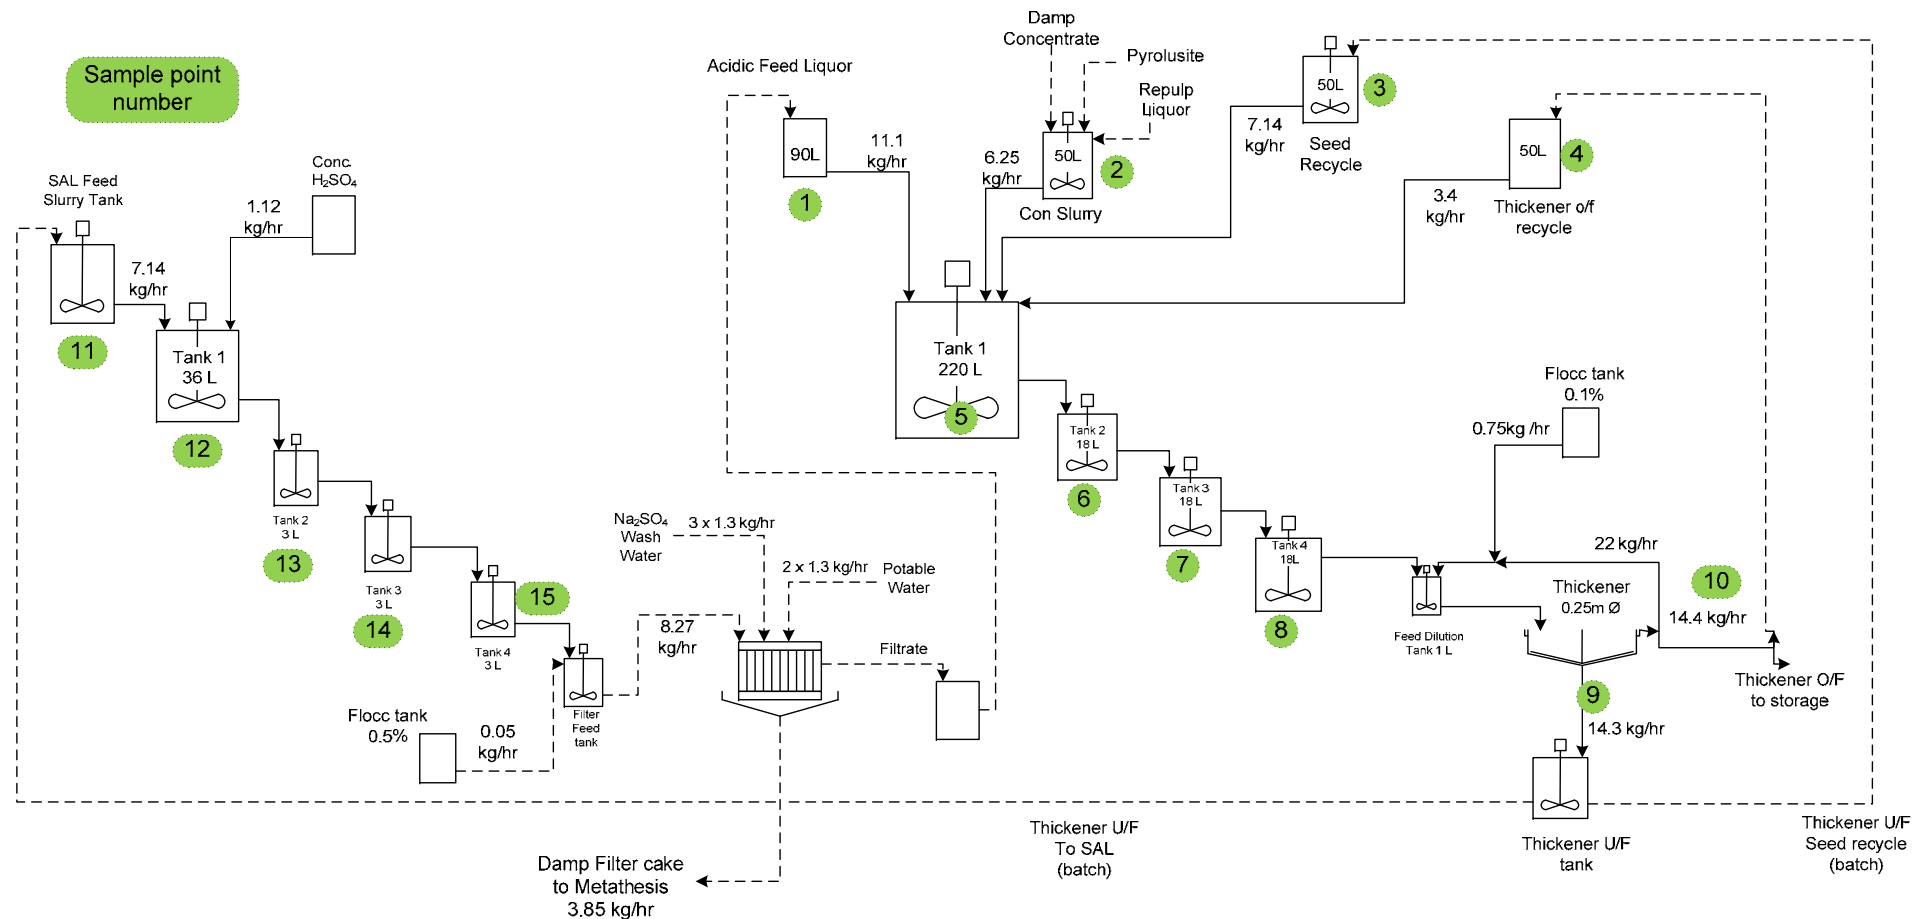 Sample point
number
SAL Feed
Slurry Tank
Conc.
H₂SO₄
1.12
kg/hr
7.14
kg/hr
11
Tank 1
36 L
12
Tank 2
3 L
13
Tank 3
3 L
14
15
Tank 4
3 L
Flocc tank
0.5%
0.05
kg/hr
Filter
Feed
tank
8.27
kg/hr
Na₂SO₄
Wash
Water
3 x 1.3 kg/hr
2 x 1.3 kg/hr
Potable
Water
Filtrate
Damp Filter cake
to Metathesis
3.85 kg/hr
Acidic Feed Liquor
90L
1
11.1
kg/hr
Damp
Concentrate
Pyrolusite
Repulp
Liquor
50L
2
6.25
kg/hr
Con Slurry
50L
3
7.14
kg/hr
Seed
Recycle
50L
4
3.4
kg/hr
Thickener o/f
recycle
Tank 1
220 L
5
Tank 2
18 L
6
Tank 3
18 L
7
Tank 4
18L
8
Flocc tank
0.1%
0.75kg /hr
22 kg/hr
10
14.4 kg/hr
Thickener
0.25m Ø
Feed Dilution
Tank 1 L
9
14.3 kg/hr
Thickener O/F
to storage
Thickener U/F
To SAL
(batch)
Thickener U/F
tank
Thickener U/F
Seed recycle
(batch)